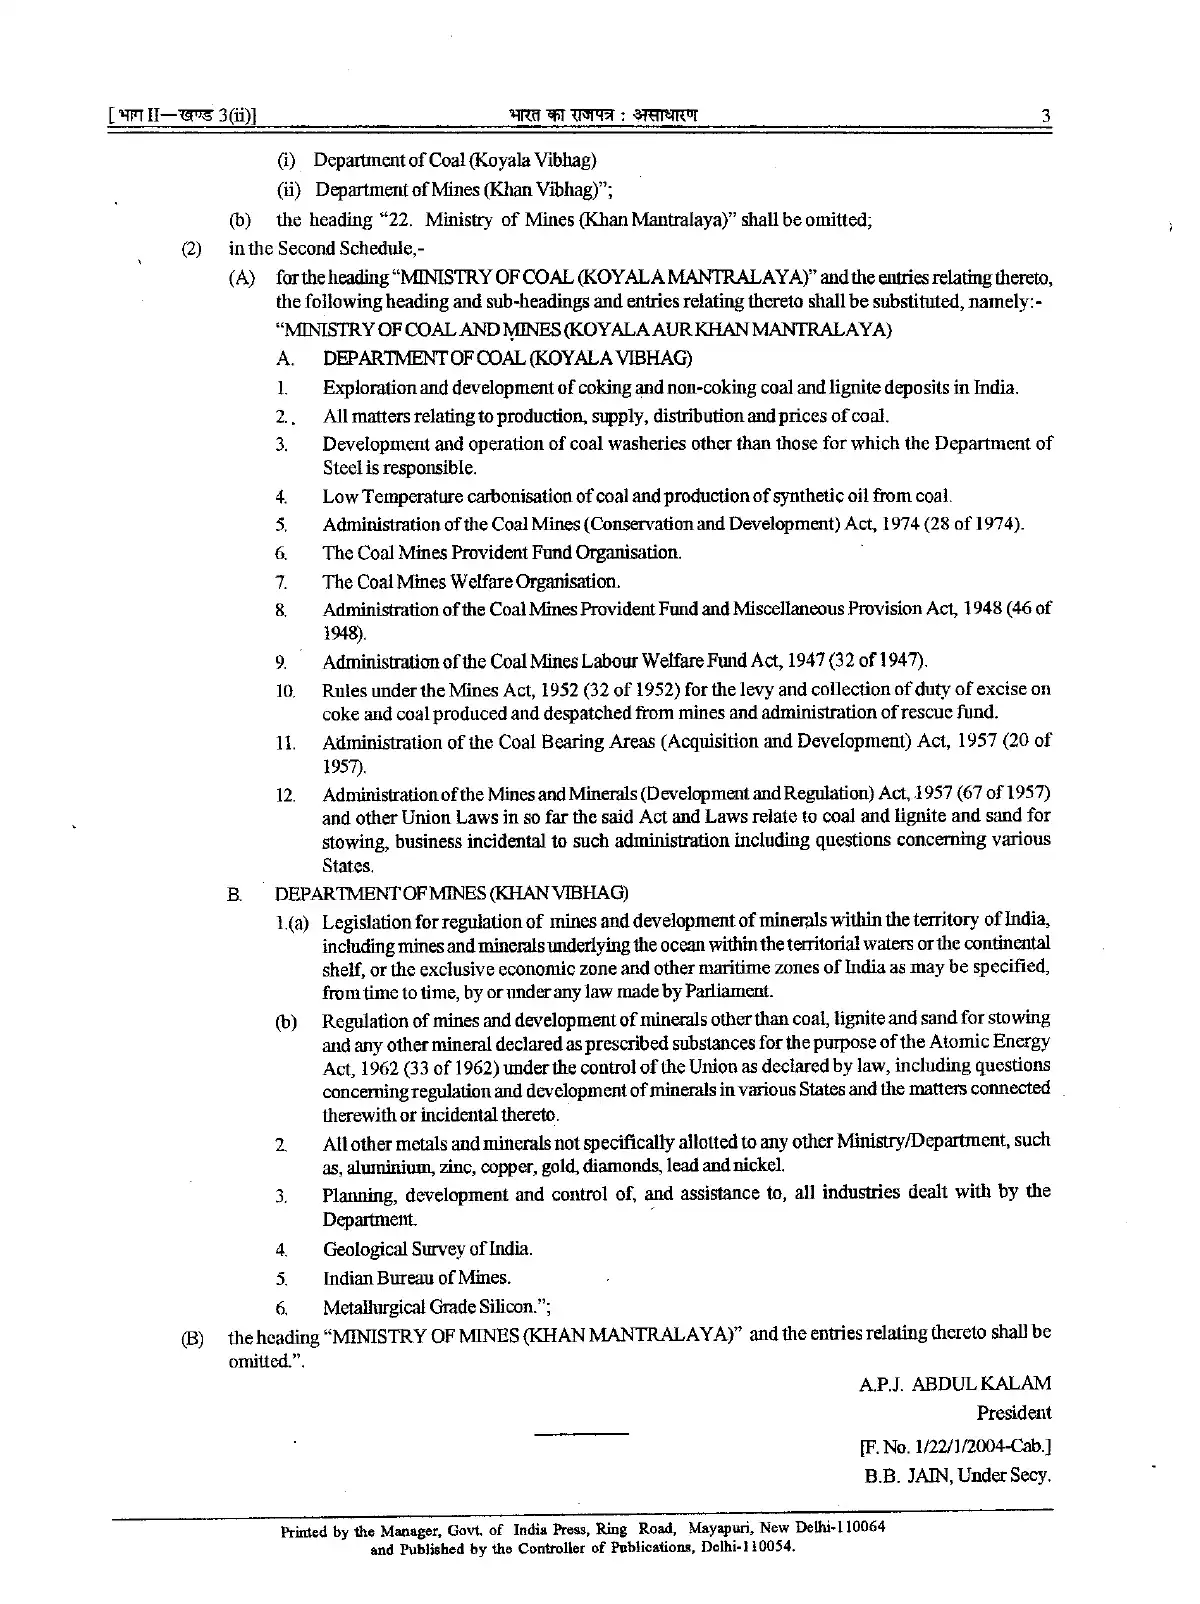 [ भाग II—खण्ड 3(ii)] भारत का राजपत्र : असाधारण 3
(i) Department of Coal (Koyala Vibhag)
(ii) Department of Mines (Khan Vibhag)”;
(b) the heading “22. Ministry of Mines (Khan Mantralaya)” shall be omitted;
(2) in the Second Schedule,-
(A) for the heading “MINISTRY OF COAL (KOYALA MANTRALAYA)” and the entries relating thereto,
the following heading and sub-headings and entries relating thereto shall be substituted, namely:-
“MINISTRY OF COAL AND MINES (KOYALA AUR KHAN MANTRALAYA)
A. DEPARTMENT OF COAL (KOYALA VIBHAG)
1. Exploration and development of coking and non-coking coal and lignite deposits in India.
2. . All matters relating to production, supply, distribution and prices of coal.
3. Development and operation of coal washeries other than those for which the Department of
Steel is responsible.
4. Low Temperature carbonisation of coal and production of synthetic oil from coal.
5. Administration of the Coal Mines (Conservation and Development) Act, 1974 (28 of 1974).
6. The Coal Mines Provident Fund Organisation.
7. The Coal Mines Welfare Organisation.
8. Administration of the Coal Mines Provident Fund and Miscellaneous Provision Act, 1948 (46 of
1948).
9. Administration of the Coal Mines Labour Welfare Fund Act, 1947 (32 of 1947).
10. Rules under the Mines Act, 1952 (32 of 1952) for the levy and collection of duty of excise on
coke and coal produced and despatched from mines and administration of rescue fund.
11. Administration of the Coal Bearing Areas (Acquisition and Development) Act, 1957 (20 of
1957).
12. Administration of the Mines and Minerals (Development and Regulation) Act, 1957 (67 of 1957)
and other Union Laws in so far the said Act and Laws relate to coal and lignite and sand for
stowing, business incidental to such administration including questions concerning various
States.
B. DEPARTMENT OF MINES (KHAN VIBHAG)
1.(a) Legislation for regulation of mines and development of minerals within the territory of India,
including mines and minerals underlying the ocean within the territorial waters or the continental
shelf, or the exclusive economic zone and other maritime zones of India as may be specified,
from time to time, by or under any law made by Parliament.
(b) Regulation of mines and development of minerals other than coal, lignite and sand for stowing
and any other mineral declared as prescribed substances for the purpose of the Atomic Energy
Act, 1962 (33 of 1962) under the control of the Union as declared by law, including questions
concerning regulation and development of minerals in various States and the matters connected
therewith or incidental thereto.
2. All other metals and minerals not specifically allotted to any other Ministry/Department, such
as, aluminium, zinc, copper, gold, diamonds, lead and nickel.
3. Planning, development and control of, and assistance to, all industries dealt with by the
Department.
4. Geological Survey of India.
5. Indian Bureau of Mines.
6. Metallurgical Grade Silicon.”;
(B) the heading “MINISTRY OF MINES (KHAN MANTRALAYA)” and the entries relating thereto shall be
omitted.”.
A.P.J. ABDUL KALAM
President
[F. No. 1/22/1/2004-Cab.]
B.B. JAIN, Under Secy.
Printed by the Manager, Govt. of India Press, Ring Road, Mayapuri, New Delhi-110064
and Published by the Controller of Publications, Delhi-110054.